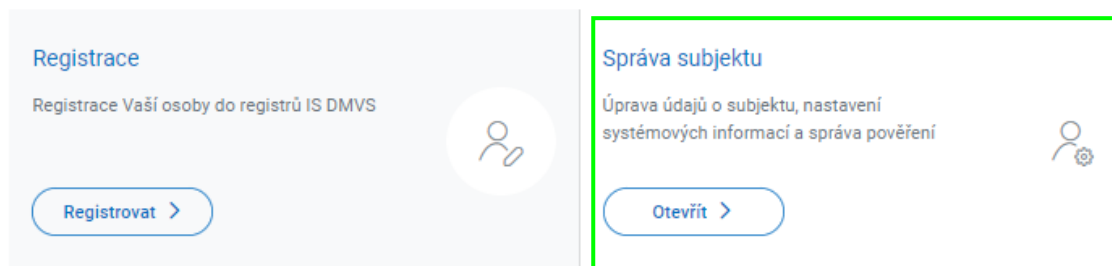 Registrace
Registrace Vaší osoby do registrů IS DMVS
Registrovat
Správa subjektu
Úprava údajů o subjektu, nastavení
systémových informací a správa pověření
Otevřít